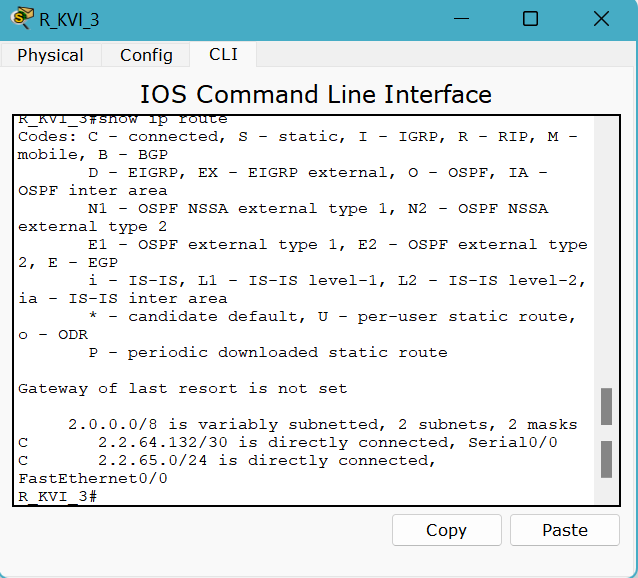 R_KVI_3
Physical Config CLI
IOS Command Line Interface
R_KVI_3#show ip route
Codes: C - connected, S - static, I - IGRP, R - RIP, M -
mobile, B - BGP
D - EIGRP, EX - EIGRP external, O - OSPF, IA -
OSPF inter area
N1 - OSPF NSSA external type 1, N2 - OSPF NSSA
external type 2
E1 - OSPF external type 1, E2 - OSPF external type
2, E - EGP
i - IS-IS, L1 - IS-IS level-1, L2 - IS-IS level-2,
ia - IS-IS inter area
* - candidate default, U - per-user static route,
o - ODR
P - periodic downloaded static route
Gateway of last resort is not set
2.0.0.0/8 is variably subnetted, 2 subnets, 2 masks
C 2.2.64.132/30 is directly connected, Serial0/0
C 2.2.65.0/24 is directly connected,
FastEthernet0/0
R_KVI_3#
Copy Paste